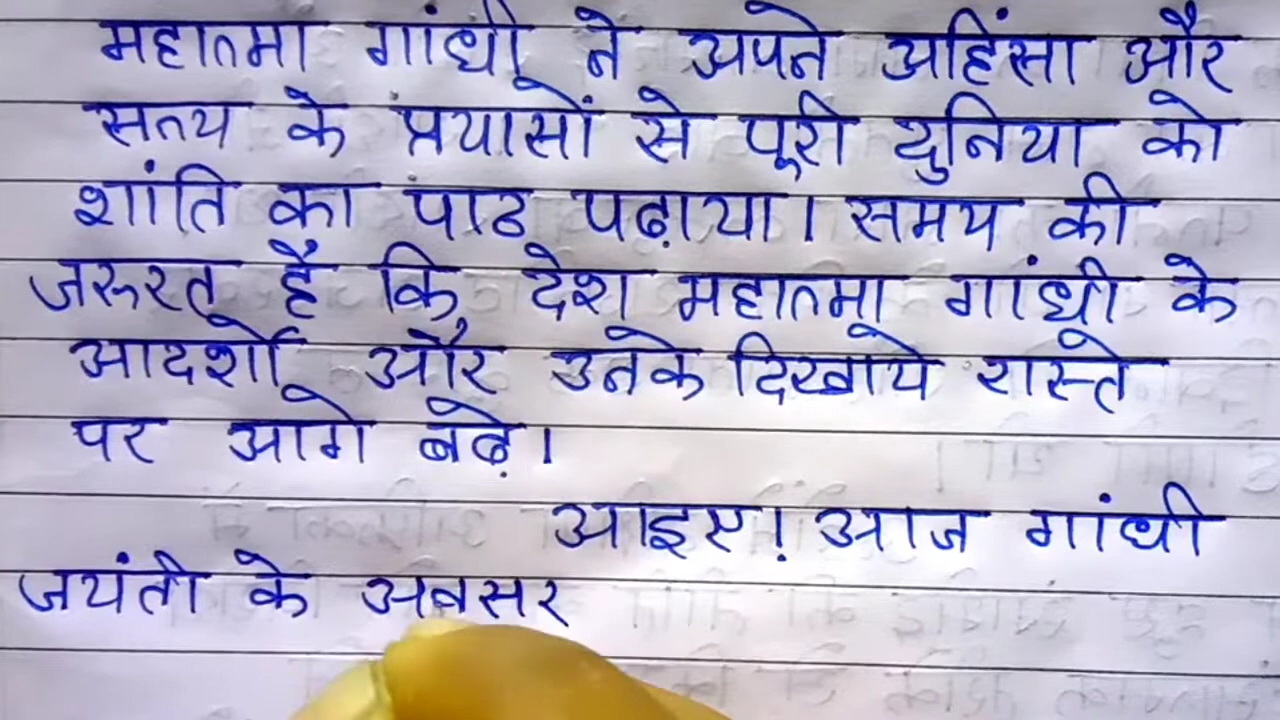 महात्मा गांधी ने अपने अहिंसा और
सत्य के प्रयासों से पूरी दुनिया को
शांति का पाठ पढ़ाया। समय की
जरुरत है कि देश महात्मा गांधी के
आदर्शों और उनके दिखाये रास्ते
पर आगे बढ़े।
आइए! आज गांधी
जयंती के अवसर